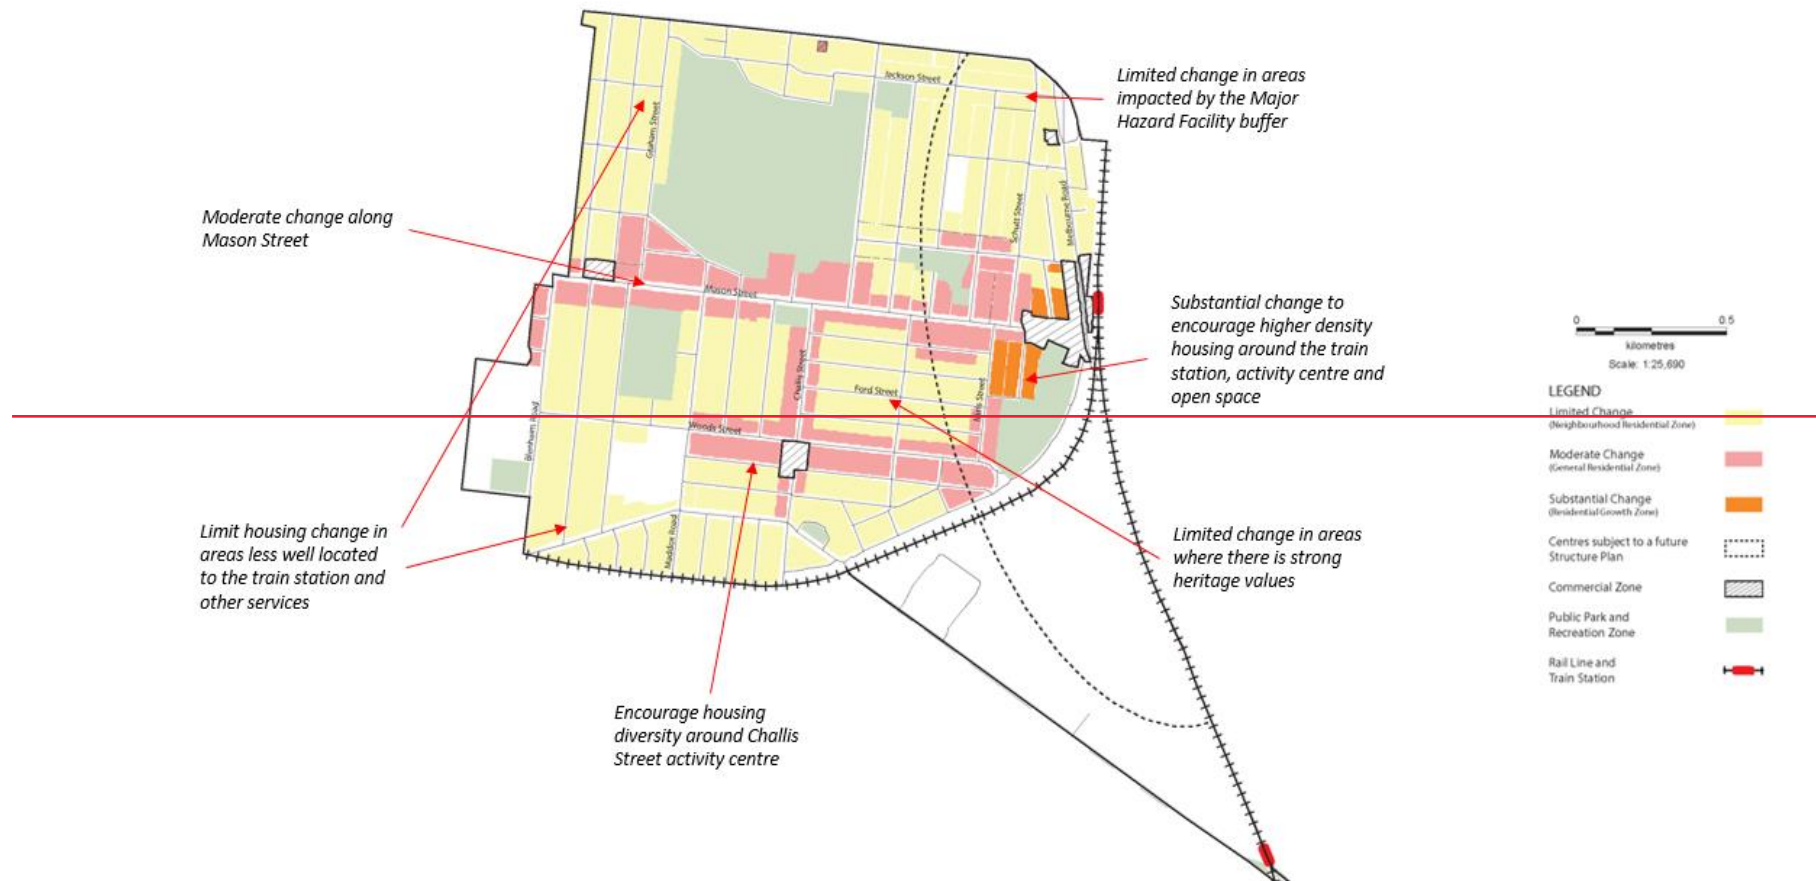 Limited change in areas
impacted by the Major
Hazard Facility buffer
Jackson Street
Graham Street
Moderate change along
Mason Street
Schutt Street
Melbourne Road
Mason Street
Substantial change to
encourage higher density
housing around the train
station, activity centre and
open space
Challis Street
Ford Street
Woods Street
Blenheim Road
Maddox Road
Limit housing change in
areas less well located
to the train station and
other services
Limited change in areas
where there is strong
heritage values
Encourage housing
diversity around Challis
Street activity centre
0 0.5
kilometres
Scale: 1:25,690
LEGEND
Limited Change
(Neighbourhood Residential Zone)
Moderate Change
(General Residential Zone)
Substantial Change
(Residential Growth Zone)
Centres subject to a future
Structure Plan
Commercial Zone
Public Park and
Recreation Zone
Rail Line and
Train Station